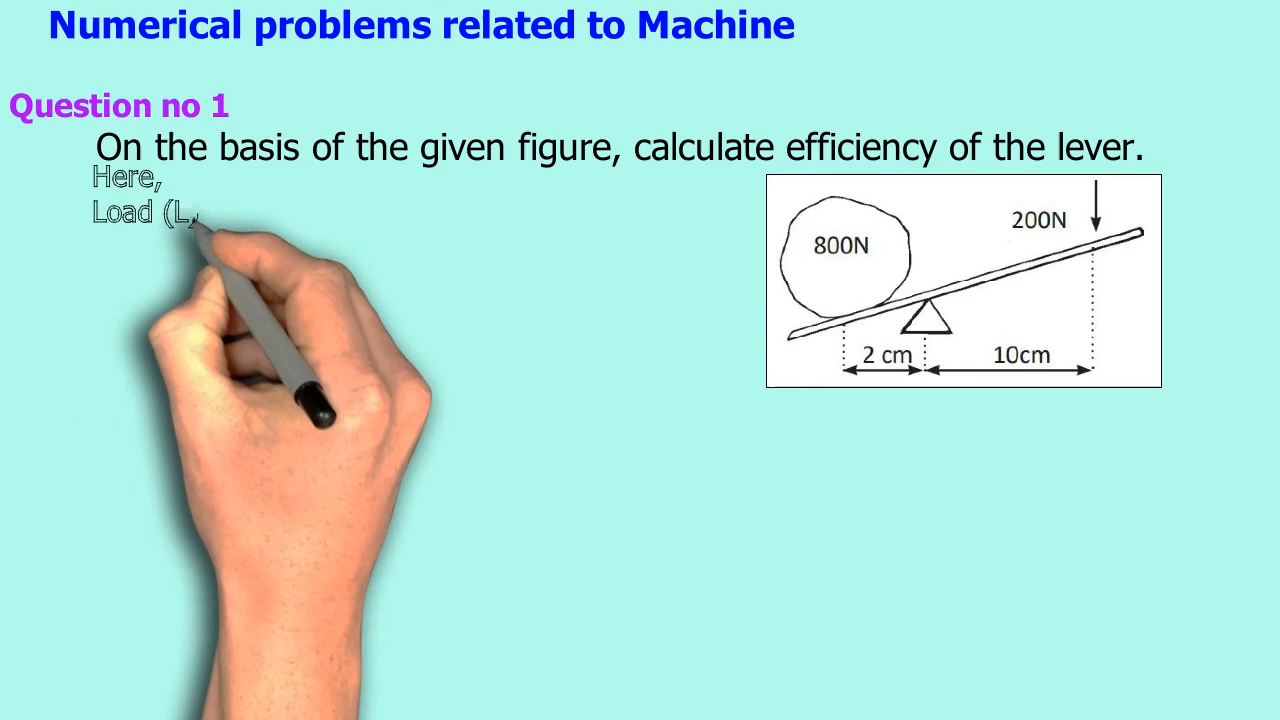 Numerical problems related to Machine
Question no 1
On the basis of the given figure, calculate efficiency of the lever.
Here,
Load (L
200N
800N
2 cm
10cm